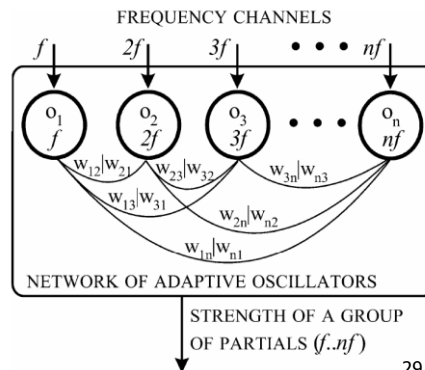 FREQUENCY CHANNELS
f 2f 3f nf
o1 o2 o3 on
f 2f 3f nf
w12|w21 w23|w32 w3n|wn3
w13|w31
w2n|wn2
w1n|wn1
NETWORK OF ADAPTIVE OSCILLATORS
STRENGTH OF A GROUP
OF PARTIALS (f..nf)
29